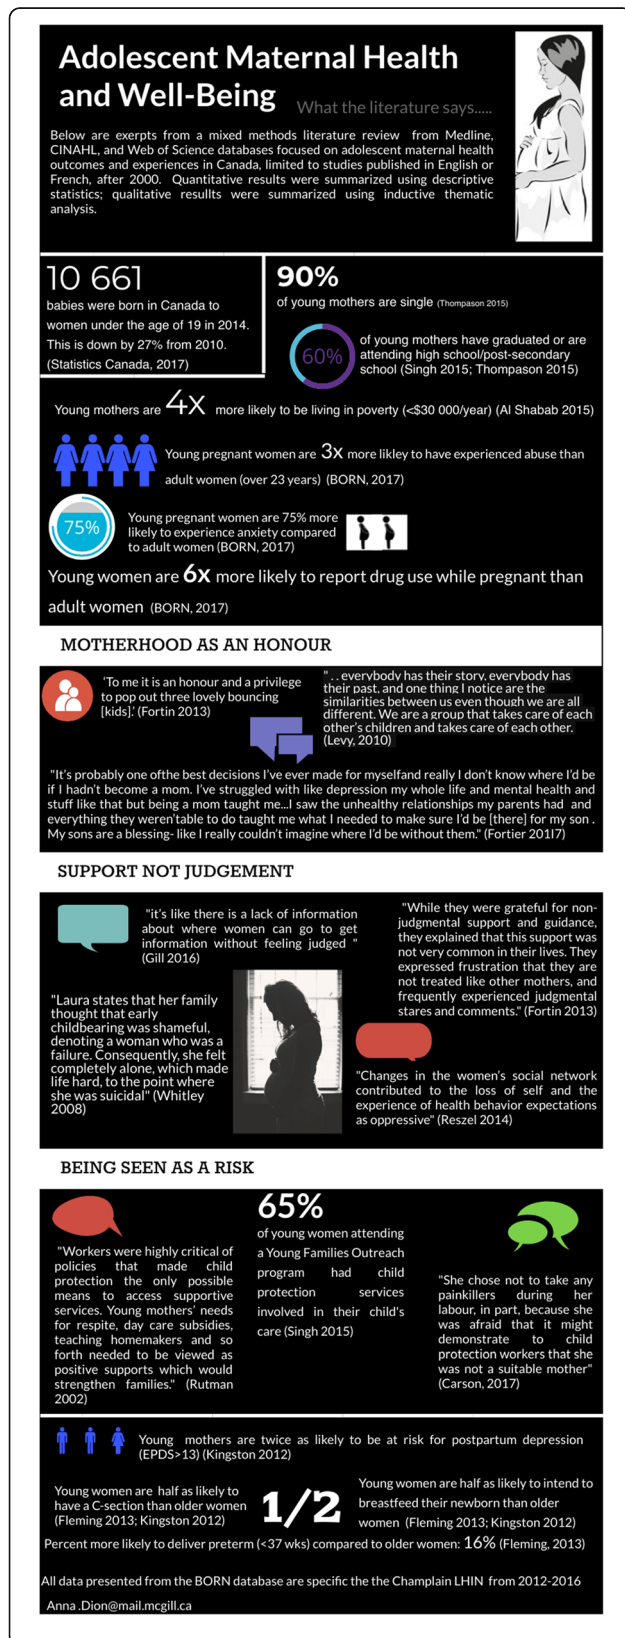 Adolescent Maternal Health
and Well-Being What the literature says.....
Below are exerpts from a mixed methods literature review from Medline,
CINAHL, and Web of Science databases focused on adolescent maternal health
outcomes and experiences in Canada, limited to studies published in English or
French, after 2000. Quantitative results were summarized using descriptive
statistics; qualitative resullts were summarized using inductive thematic
analysis.
10 661
babies were born in Canada to
women under the age of 19 in 2014.
This is down by 27% from 2010.
(Statistics Canada, 2017)
90%
of young mothers are single (Thompason 2015)
60%
of young mothers have graduated or are
attending high school/post-secondary
school (Singh 2015; Thompason 2015)
Young mothers are 4x more likely to be living in poverty (<$30 000/year) (Al Shabab 2015)
Young pregnant women are 3x more likley to have experienced abuse than
adult women (over 23 years) (BORN, 2017)
75%
Young pregnant women are 75% more
likely to experience anxiety compared
to adult women (BORN, 2017)
Young women are 6x more likely to report drug use while pregnant than
adult women (BORN, 2017)
MOTHERHOOD AS AN HONOUR
'To me it is an honour and a privilege
to pop out three lovely bouncing
[kids].' (Fortin 2013)
" . . everybody has their story, everybody has
their past, and one thing I notice are the
similarities between us even though we are all
different. We are a group that takes care of each
other's children and takes care of each other.
(Levy, 2010)
"It's probably one ofthe best decisions I've ever made for myselfand really I don't know where I'd be
if I hadn't become a mom. I've struggled with like depression my whole life and mental health and
stuff like that but being a mom taught me...I saw the unhealthy relationships my parents had and
everything they weren'table to do taught me what I needed to make sure I'd be [there] for my son .
My sons are a blessing- like I really couldn't imagine where I'd be without them." (Fortier 201l7)
SUPPORT NOT JUDGEMENT
"it's like there is a lack of information
about where women can go to get
information without feeling judged "
(Gill 2016)
"While they were grateful for non-
judgmental support and guidance,
they explained that this support was
not very common in their lives. They
expressed frustration that they are
not treated like other mothers, and
frequently experienced judgmental
stares and comments." (Fortin 2013)
"Laura states that her family
thought that early
childbearing was shameful,
denoting a woman who was a
failure. Consequently, she felt
completely alone, which made
life hard, to the point where
she was suicidal" (Whitley
2008)
"Changes in the women's social network
contributed to the loss of self and the
experience of health behavior expectations
as oppressive" (Reszel 2014)
BEING SEEN AS A RISK
"Workers were highly critical of
policies that made child
protection the only possible
means to access supportive
services. Young mothers' needs
for respite, day care subsidies,
teaching homemakers and so
forth needed to be viewed as
positive supports which would
strengthen families." (Rutman
2002)
65%
of young women attending
a Young Families Outreach
program had child
protection services
involved in their child's
care (Singh 2015)
"She chose not to take any
painkillers during her
labour, in part, because she
was afraid that it might
demonstrate to child
protection workers that she
was not a suitable mother"
(Carson, 2017)
Young mothers are twice as likely to be at risk for postpartum depression
(EPDS>13) (Kingston 2012)
Young women are half as likely to
have a C-section than older women
(Fleming 2013; Kingston 2012)
1/2
Young women are half as likely to intend to
breastfeed their newborn than older
women (Fleming 2013; Kingston 2012)
Percent more likely to deliver preterm (<37 wks) compared to older women: 16% (Fleming, 2013)
All data presented from the BORN database are specific the the Champlain LHIN from 2012-2016
Anna .Dion@mail.mcgill.ca